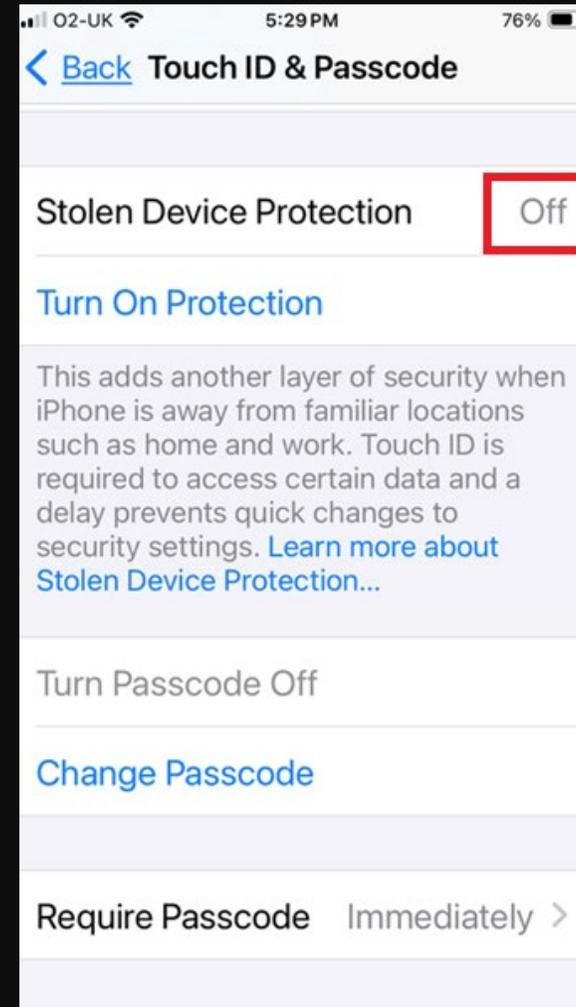 O2-UK 5:29 PM 76%
Back Touch ID & Passcode
Stolen Device Protection Off
Turn On Protection
This adds another layer of security when
iPhone is away from familiar locations
such as home and work. Touch ID is
required to access certain data and a
delay prevents quick changes to
security settings. Learn more about
Stolen Device Protection...
Turn Passcode Off
Change Passcode
Require Passcode Immediately